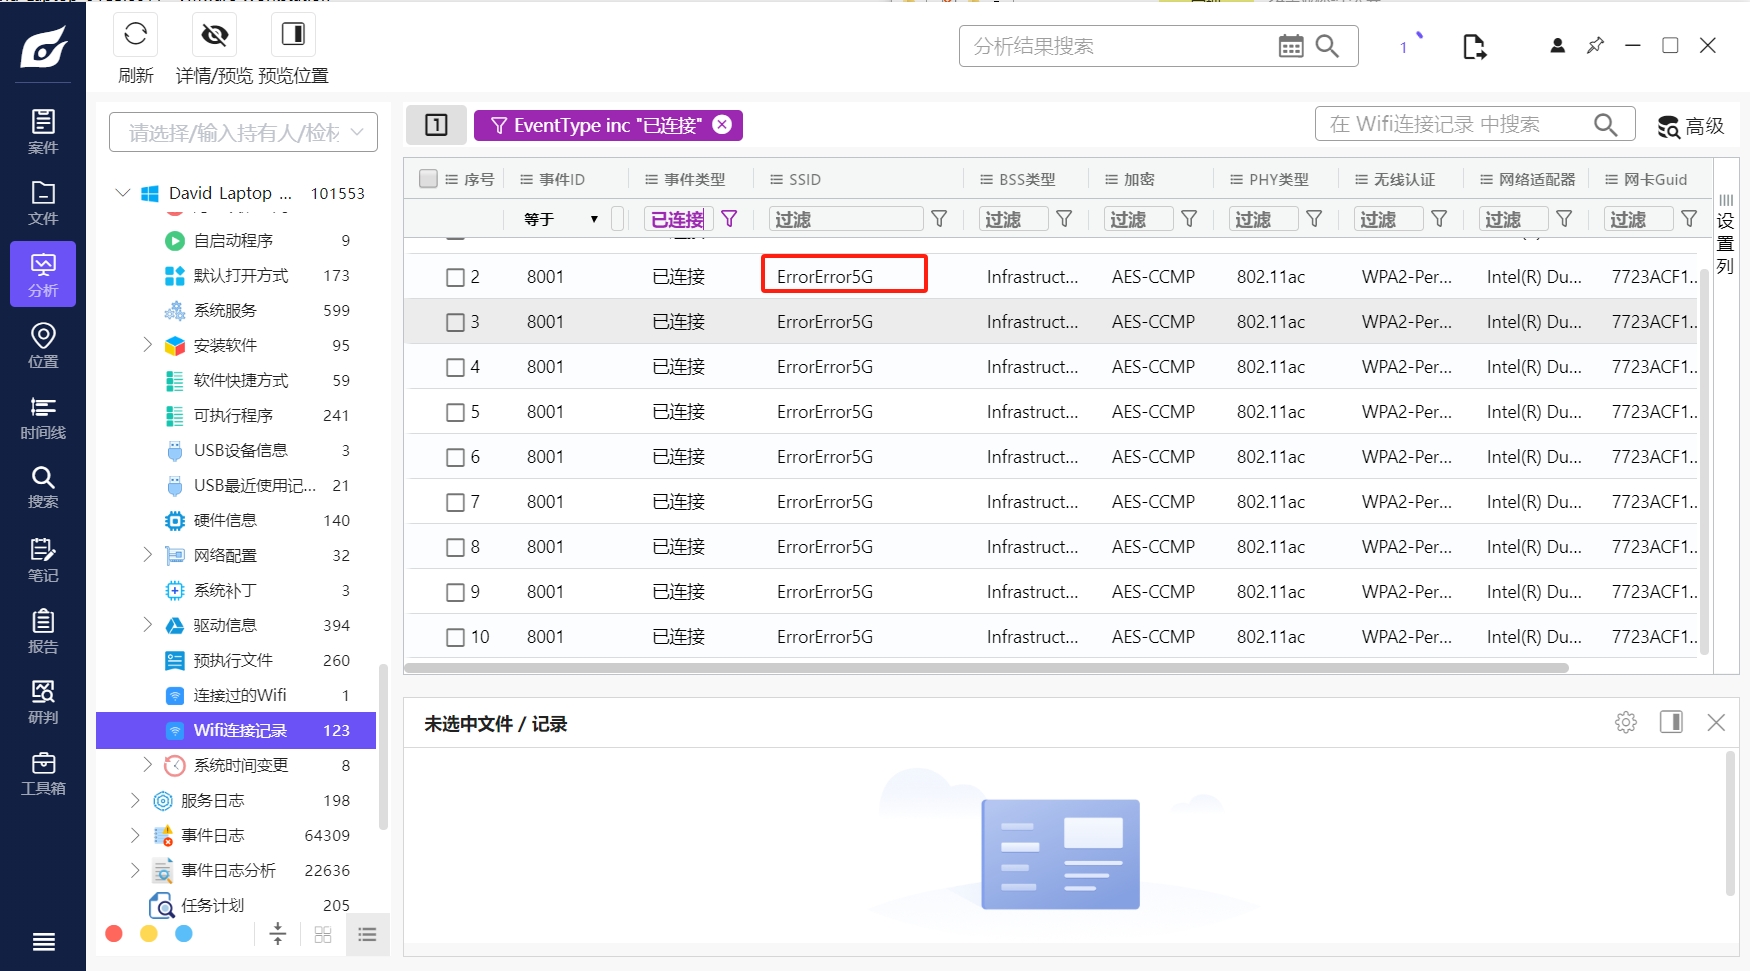 刷新
详情/预览
预览位置
分析结果搜索
1
案件
文件
分析
位置
时间线
搜索
笔记
报告
研判
工具箱
请选择/输入持有人/检材
David Laptop ... 101553
自启动程序 9
默认打开方式 173
系统服务 599
安装软件 95
软件快捷方式 59
可执行程序 241
USB设备信息 3
USB最近使用记... 21
硬件信息 140
网络配置 32
系统补丁 3
驱动信息 394
预执行文件 260
连接过的Wifi 1
Wifi连接记录 123
系统时间变更 8
服务日志 198
事件日志 64309
事件日志分析 22636
任务计划 205
1
EventType inc "已连接"
在 Wifi连接记录 中搜索
高级
序号 事件ID 事件类型 SSID BSS类型 加密 PHY类型 无线认证 网络适配器 网卡Guid
等于 已连接 过滤 过滤 过滤 过滤 过滤 过滤 过滤
2 8001 已连接 ErrorError5G Infrastruct... AES-CCMP 802.11ac WPA2-Per... Intel(R) Du... 7723ACF1...
3 8001 已连接 ErrorError5G Infrastruct... AES-CCMP 802.11ac WPA2-Per... Intel(R) Du... 7723ACF1...
4 8001 已连接 ErrorError5G Infrastruct... AES-CCMP 802.11ac WPA2-Per... Intel(R) Du... 7723ACF1...
5 8001 已连接 ErrorError5G Infrastruct... AES-CCMP 802.11ac WPA2-Per... Intel(R) Du... 7723ACF1...
6 8001 已连接 ErrorError5G Infrastruct... AES-CCMP 802.11ac WPA2-Per... Intel(R) Du... 7723ACF1...
7 8001 已连接 ErrorError5G Infrastruct... AES-CCMP 802.11ac WPA2-Per... Intel(R) Du... 7723ACF1...
8 8001 已连接 ErrorError5G Infrastruct... AES-CCMP 802.11ac WPA2-Per... Intel(R) Du... 7723ACF1...
9 8001 已连接 ErrorError5G Infrastruct... AES-CCMP 802.11ac WPA2-Per... Intel(R) Du... 7723ACF1...
10 8001 已连接 ErrorError5G Infrastruct... AES-CCMP 802.11ac WPA2-Per... Intel(R) Du... 7723ACF1...
设置列
未选中文件 / 记录